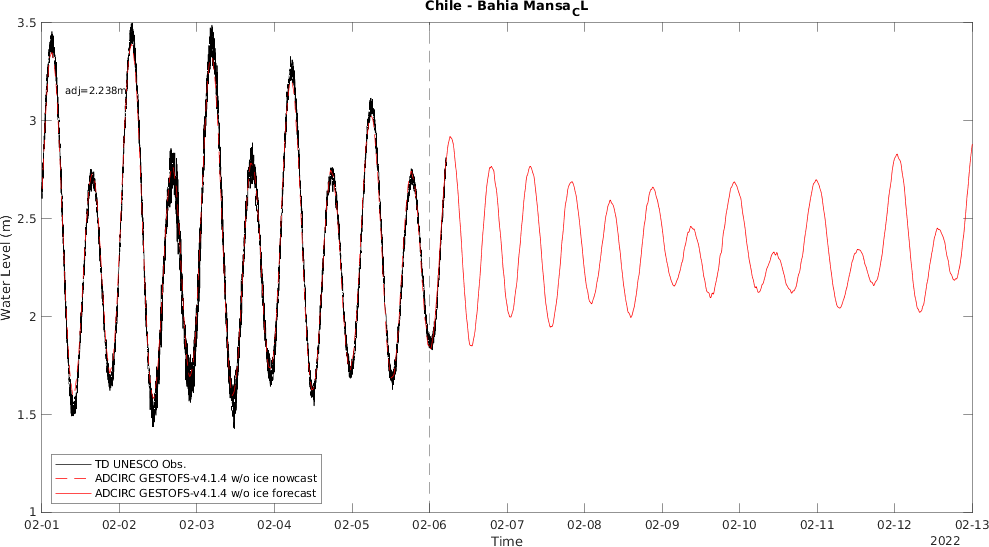 Chile - Bahia Mansa_CL
adj=2.238m
3.5
3
2.5
2
1.5
1
Water Level (m)
TD UNESCO Obs.
ADCIRC GESTOFS-v4.1.4 w/o ice nowcast
ADCIRC GESTOFS-v4.1.4 w/o ice forecast
02-01 02-02 02-03 02-04 02-05 02-06 02-07 02-08 02-09 02-10 02-11 02-12 02-13
Time
2022